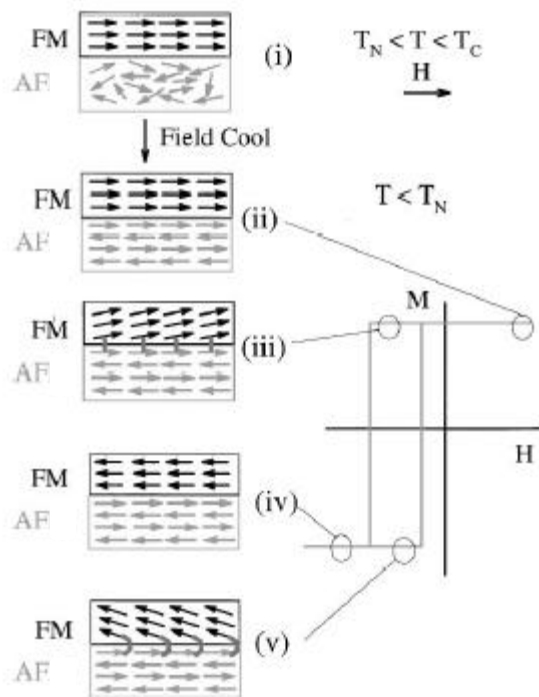 FM
AF
(i)
T_N < T < T_C
H
Field Cool
FM
AF
(ii)
T < T_N
M
FM
AF
(iii)
H
FM
AF
(iv)
FM
AF
(v)